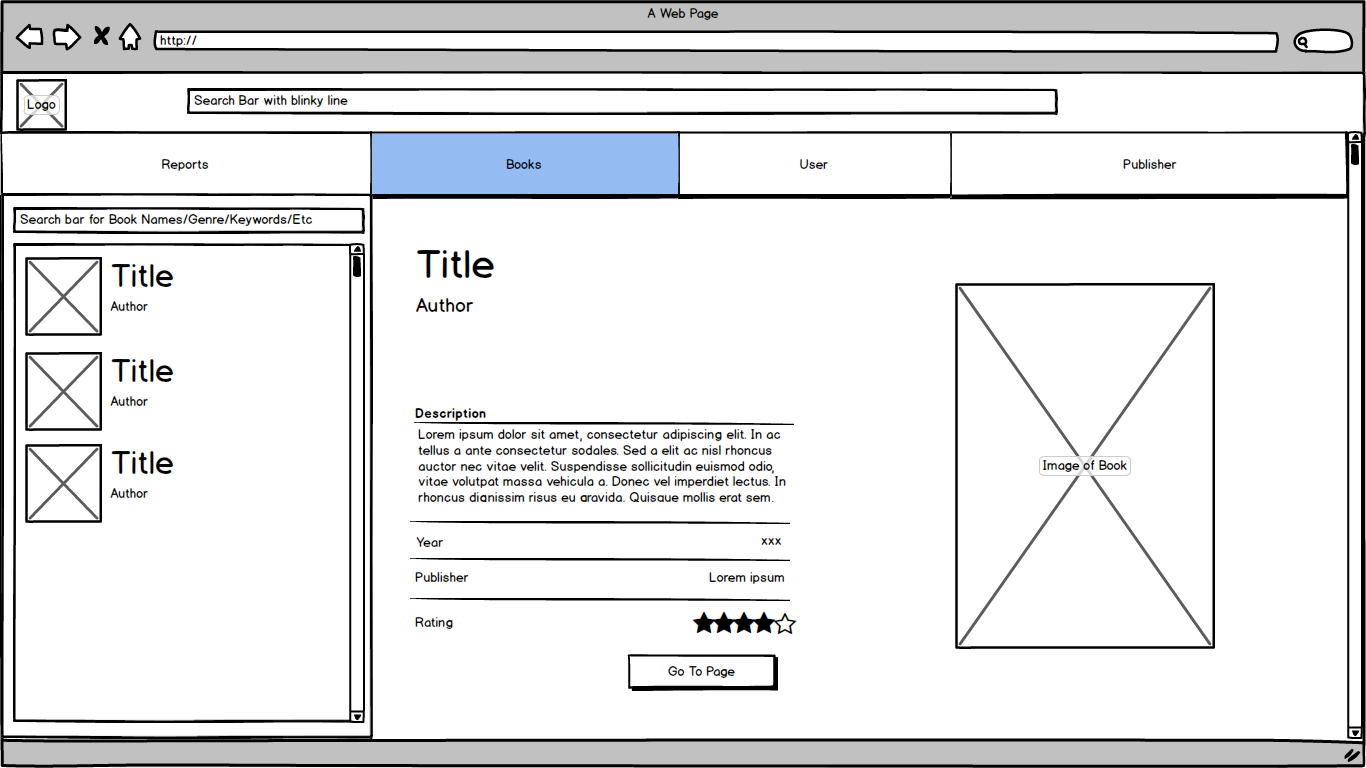 A Web Page
http://
Logo
Search Bar with blinky line
Reports
Books
User
Publisher
Search bar for Book Names/Genre/Keywords/Etc
Title
Author
Title
Author
Title
Author
Title
Author
Description
Lorem ipsum dolor sit amet, consectetur adipiscing elit. In ac
tellus a ante consectetur sodales. Sed a elit ac nisl rhoncus
auctor nec vitae velit. Suspendisse sollicitudin euismod odio,
vitae volutpat massa vehicula a. Donec vel imperdiet lectus. In
rhoncus dignissim risus eu gravida. Quisque mollis erat sem.
Year xxx
Publisher Lorem ipsum
Rating
Go To Page
Image of Book